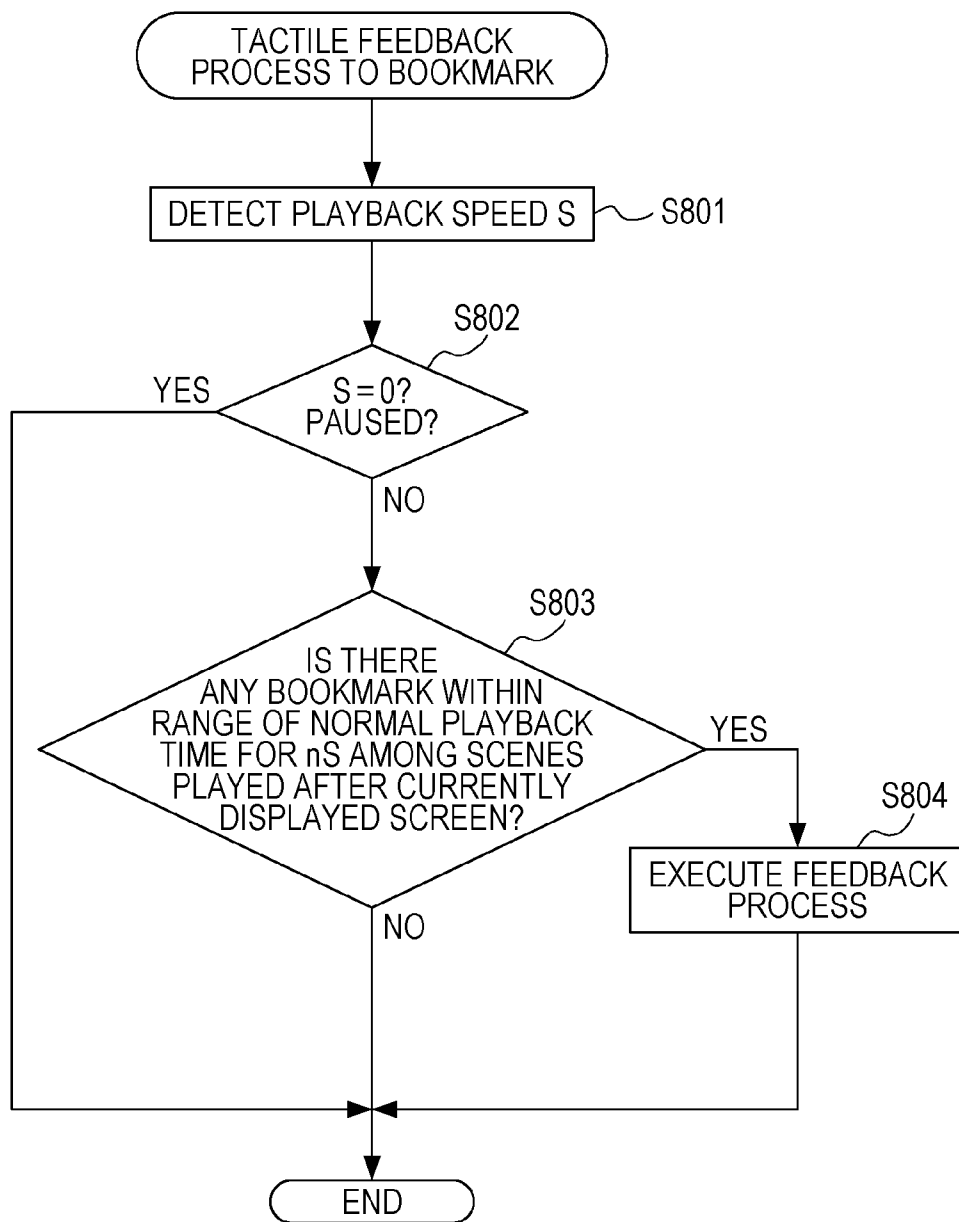 TACTILE FEEDBACK
PROCESS TO BOOKMARK
DETECT PLAYBACK SPEED S
S801
S802
YES
S = 0?
PAUSED?
NO
S803
IS THERE
ANY BOOKMARK WITHIN
RANGE OF NORMAL PLAYBACK
TIME FOR nS AMONG SCENES
PLAYED AFTER CURRENTLY
DISPLAYED SCREEN?
YES
S804
EXECUTE FEEDBACK
PROCESS
NO
END